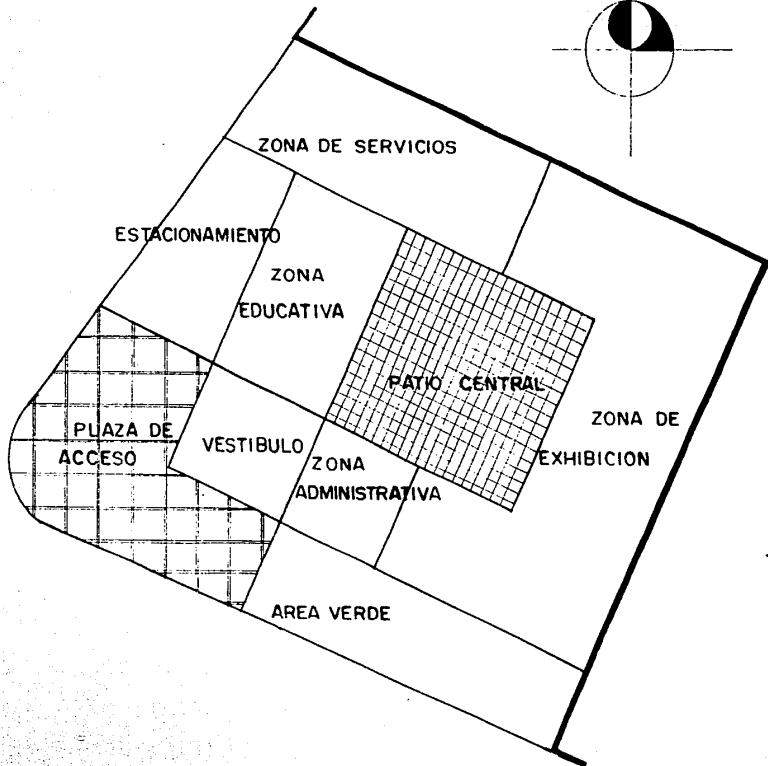 ZONA DE SERVICIOS
ESTACIONAMIENTO
ZONA
EDUCATIVA
PATIO CENTRAL
ZONA DE
EXHIBICION
PLAZA DE
ACCESO
VESTIBULO
ZONA
ADMINISTRATIVA
AREA VERDE